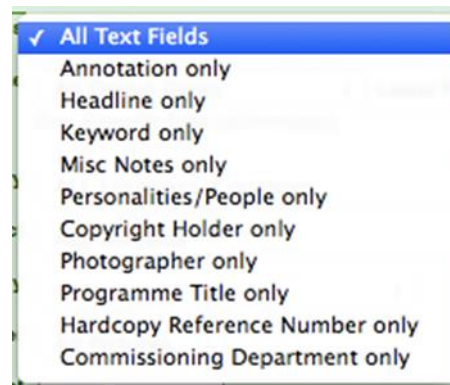 ✓ All Text Fields
Annotation only
Headline only
Keyword only
Misc Notes only
Personalities/People only
Copyright Holder only
Photographer only
Programme Title only
Hardcopy Reference Number only
Commissioning Department only